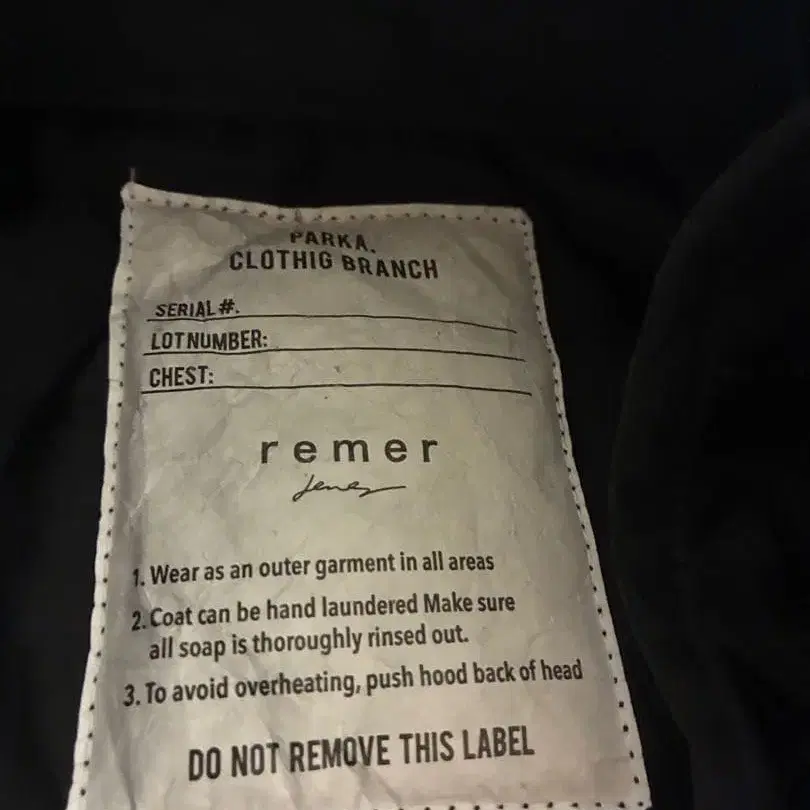 PARKA.
CLOTHIG BRANCH
SERIAL#.
LOTNUMBER:
CHEST:
remer
1. Wear as an outer garment in all areas
2. Coat can be hand laundered Make sure
all soap is thoroughly rinsed out.
3. To avoid overheating, push hood back of head
DO NOT REMOVE THIS LABEL